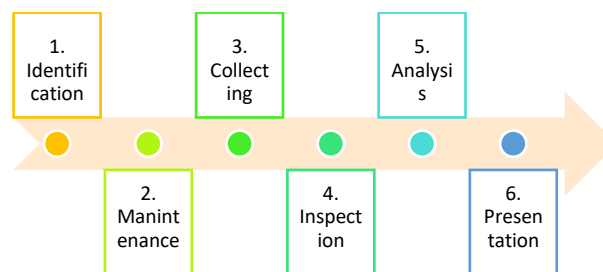 1.
Identifi
cation
2.
Manint
enance
3.
Collect
ing
4.
Inspect
ion
5.
Analysi
s
6.
Presen
tation